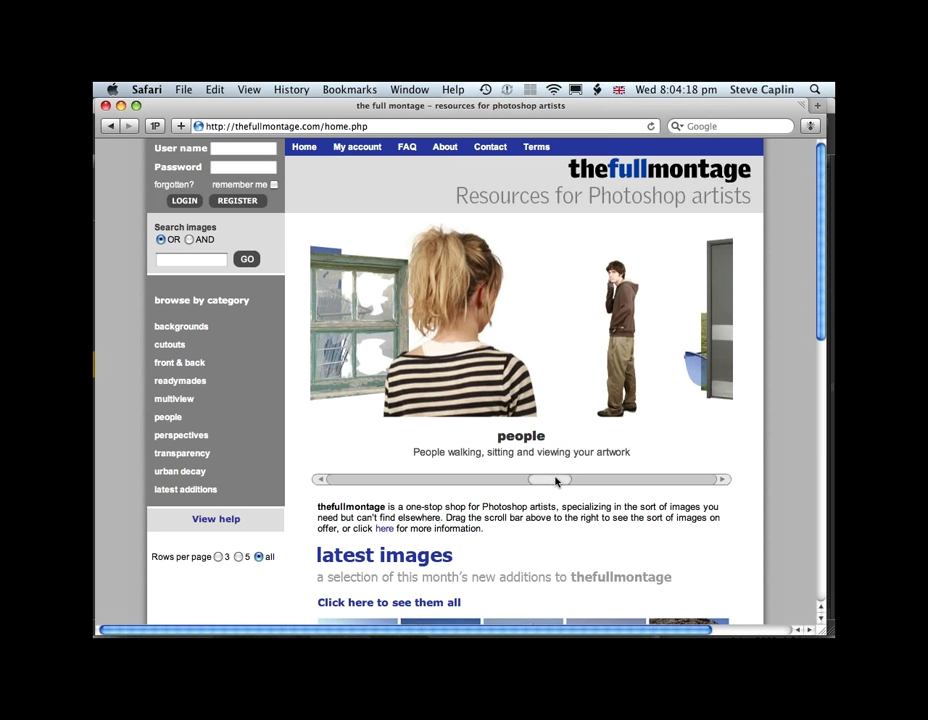 Safari File Edit View History Bookmarks Window Help Wed 8:04:18 pm Steve Caplin
the full montage – resources for photoshop artists
1P http://thefullmontage.com/home.php Google
User name
Password
forgotten? remember me
LOGIN REGISTER
Home My account FAQ About Contact Terms
thefullmontage
Resources for Photoshop artists
Search images
OR AND
GO
browse by category
backgrounds
cutouts
front & back
readymades
multiview
people
perspectives
transparency
urban decay
latest additions
View help
Rows per page 3 5 all
people
People walking, sitting and viewing your artwork
thefullmontage is a one-stop shop for Photoshop artists, specializing in the sort of images you
need but can't find elsewhere. Drag the scroll bar above to the right to see the sort of images on
offer, or click here for more information.
latest images
a selection of this month's new additions to thefullmontage
Click here to see them all